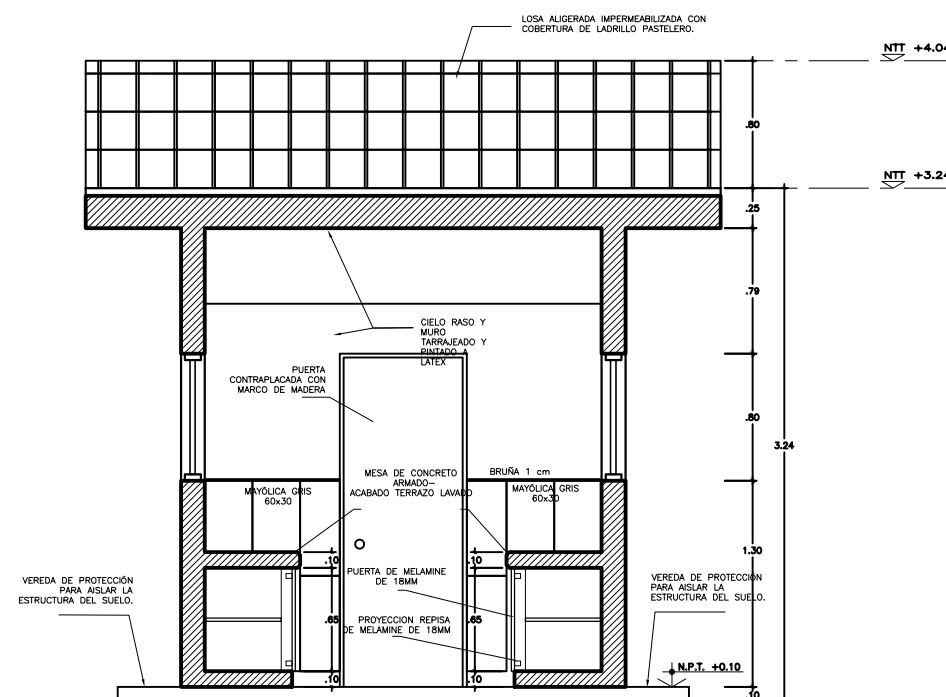 LOSA ALIGERADA IMPERMEABILIZADA CON
COBERTURA DE LADRILLO PASTELERO.
NTT +4.04
.80
NTT +3.24
.25
.79
CIELO RASO Y
MURO
TARRAJEADO Y
PINTADO A
LATEX
PUERTA
CONTRAPLACADA CON
MARCO DE MADERA
.80
3.24
MESA DE CONCRETO
ARMADO-
ACABADO TERRAZO LAVADO
BRUÑA 1 cm
MAYÓLICA GRIS
60x30
MAYÓLICA GRIS
60x30
1.30
.10
.10
PUERTA DE MELAMINE
DE 18MM
VEREDA DE PROTECCIÓN
PARA AISLAR LA
ESTRUCTURA DEL SUELO.
VEREDA DE PROTECCIÓN
PARA AISLAR LA
ESTRUCTURA DEL SUELO.
.65
.65
PROYECCION REPISA
DE MELAMINE DE 18MM
N.P.T. +0.10
.10
.10
.10